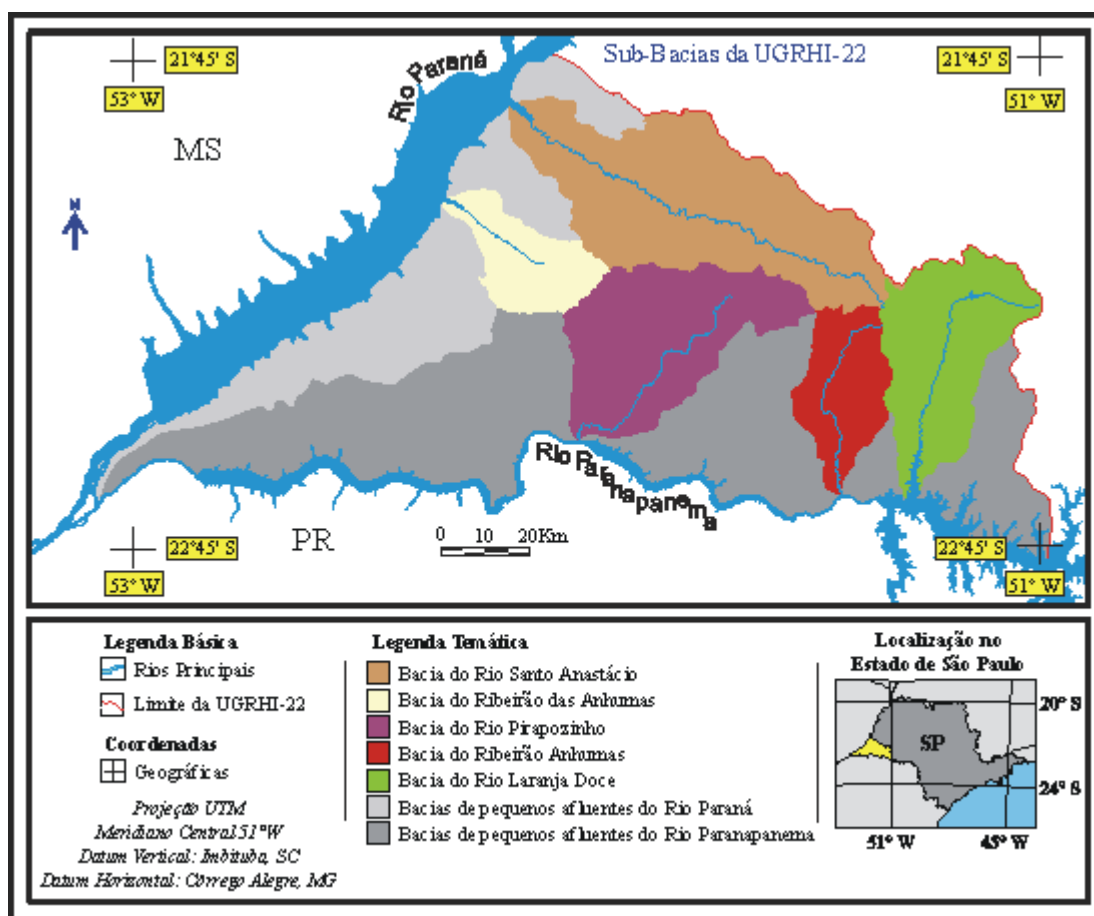 Sub-Bacias da UGRHI-22
21°45' S
21°45' S
53° W
51° W
Rio Paraná
MS
N
Rio Paranapanema
PR
0 10 20Km
22°45' S
22°45' S
53° W
51° W
Legenda Básica
Rios Principais
Limite da UGRHI-22
Coordenadas
Geográficas
Projeção UTM
Meridiano Central 51°W
Datum Vertical: Imbituba, SC
Datum Horizontal: Córrego Alegre, MG
Legenda Temática
Bacia do Rio Santo Anastácio
Bacia do Ribeirão das Anhumas
Bacia do Rio Pirapozinho
Bacia do Ribeirão Anhumas
Bacia do Rio Laranja Doce
Bacias de pequenos afluentes do Rio Paraná
Bacias de pequenos afluentes do Rio Paranapanema
Localização no
Estado de São Paulo
20° S
SP
24° S
51° W
45° W